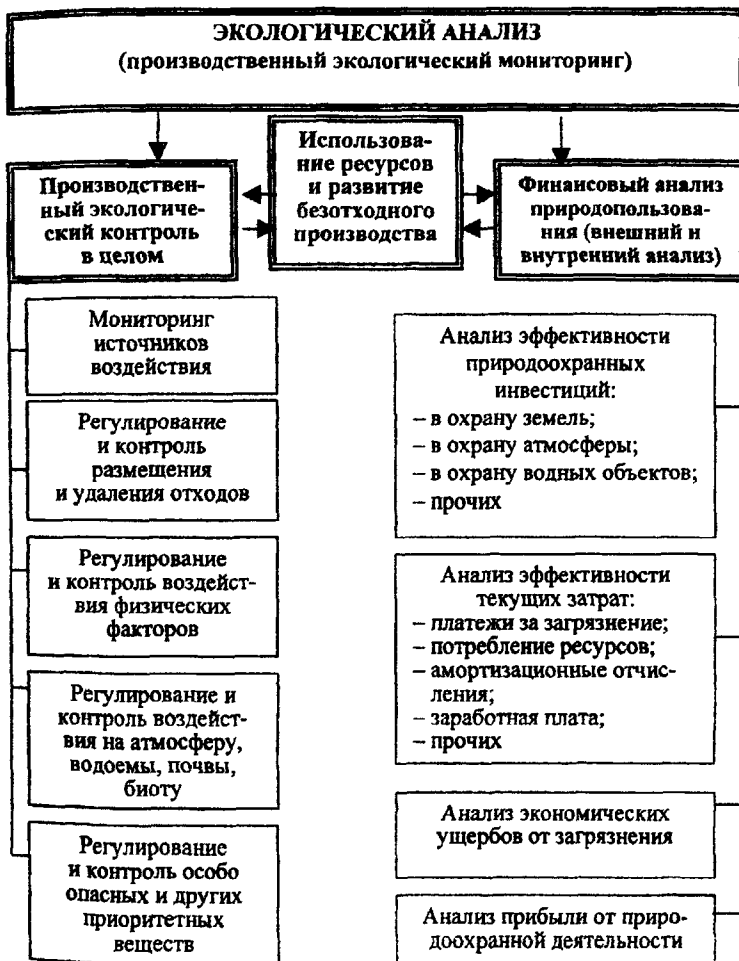 ЭКОЛОГИЧЕСКИЙ АНАЛИЗ
(производственный экологический мониторинг)
Производствен-
ный экологиче-
ский контроль
в целом
Использова-
ние ресурсов
и развитие
безотходного
производства
Финансовый анализ
природопользова-
ния (внешний и
внутренний анализ)
Мониторинг
источников
воздействия
Регулирование
и контроль
размещения
и удаления отходов
Регулирование
и контроль воздейст-
вия физических
факторов
Регулирование и
контроль воздейст-
вия на атмосферу,
водоемы, почвы,
биоту
Регулирование
и контроль особо
опасных и других
приоритетных
веществ
Анализ эффективности
природоохранных
инвестиций:
– в охрану земель;
– в охрану атмосферы;
– в охрану водных объектов;
– прочих
Анализ эффективности
текущих затрат:
– платежи за загрязнение;
– потребление ресурсов;
– амортизационные отчис-
ления;
– заработная плата;
– прочих
Анализ экономических
ущербов от загрязнения
Анализ прибыли от приро-
доохранной деятельности